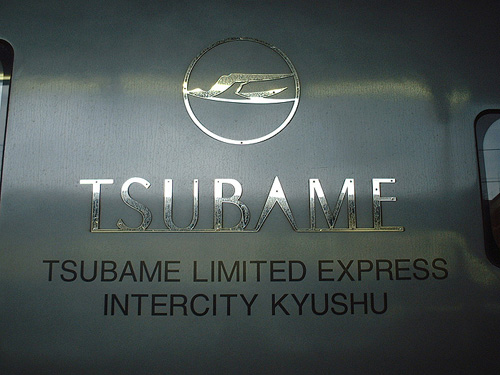 TSUBAME
TSUBAME LIMITED EXPRESS
INTERCITY KYUSHU